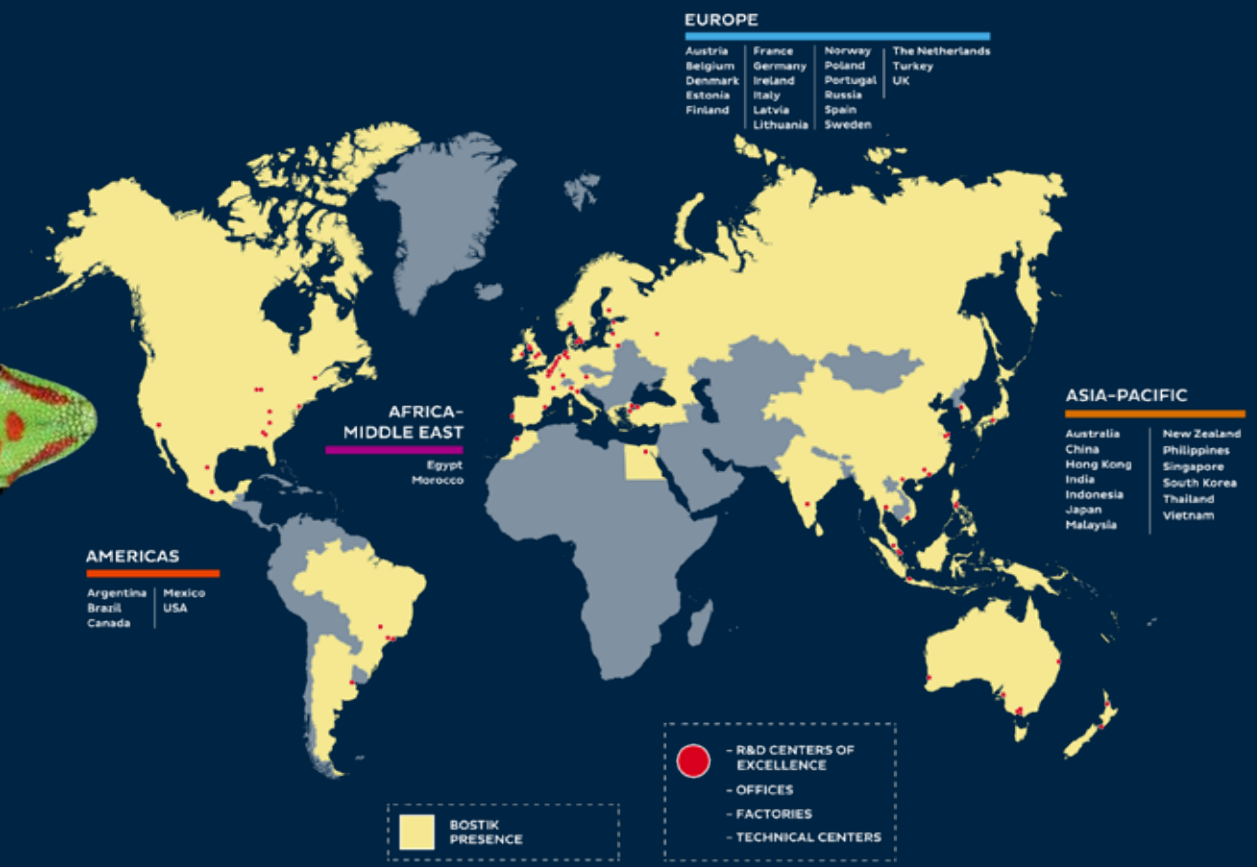 EUROPE
Austria
Belgium
Denmark
Estonia
Finland
France
Germany
Ireland
Italy
Latvia
Lithuania
Norway
Poland
Portugal
Russia
Spain
Sweden
The Netherlands
Turkey
UK
AFRICA-
MIDDLE EAST
Egypt
Morocco
ASIA-PACIFIC
Australia
China
Hong Kong
India
Indonesia
Japan
Malaysia
New Zealand
Philippines
Singapore
South Korea
Thailand
Vietnam
AMERICAS
Argentina
Brazil
Canada
Mexico
USA
- R&D CENTERS OF
EXCELLENCE
- OFFICES
- FACTORIES
- TECHNICAL CENTERS
BOSTIK
PRESENCE